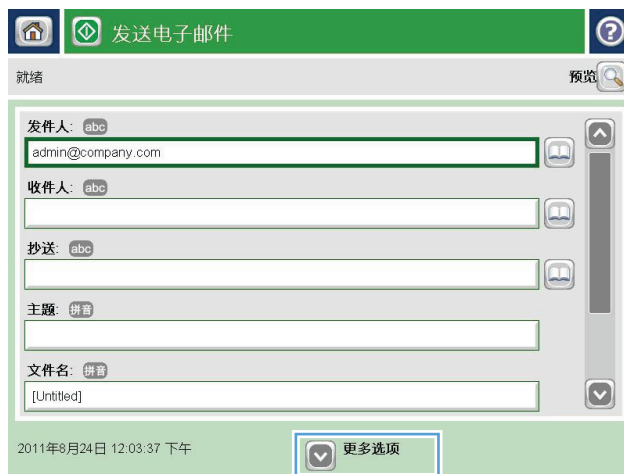 发送电子邮件
?
就绪
预览
发件人: abc
admin@company.com
收件人: abc
抄送: abc
主题: 拼音
文件名: 拼音
[Untitled]
2011年8月24日 12:03:37 下午
更多选项